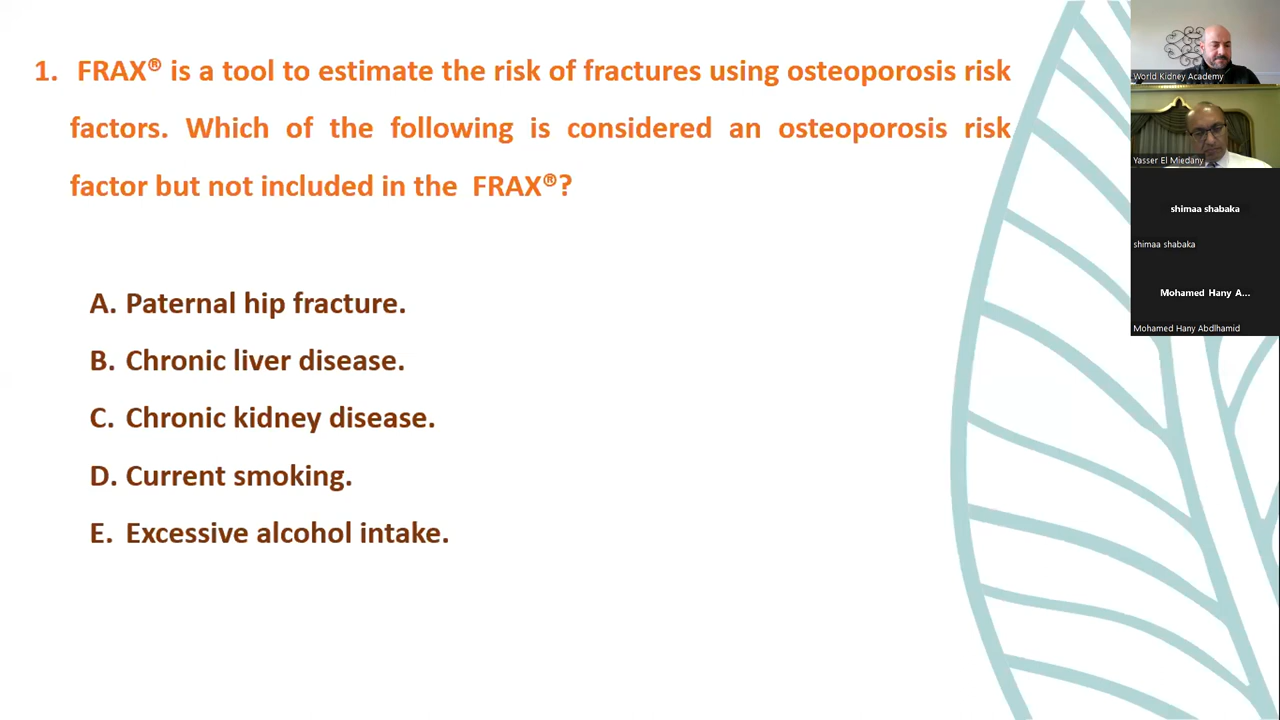 1. FRAX® is a tool to estimate the risk of fractures using osteoporosis risk
factors. Which of the following is considered an osteoporosis risk
factor but not included in the FRAX®?
A. Paternal hip fracture.
B. Chronic liver disease.
C. Chronic kidney disease.
D. Current smoking.
E. Excessive alcohol intake.
World Kidney Academy
Yasser El Miedany
shimaa shabaka
shimaa shabaka
Mohamed Hany A...
Mohamed Hany Abdlhamid